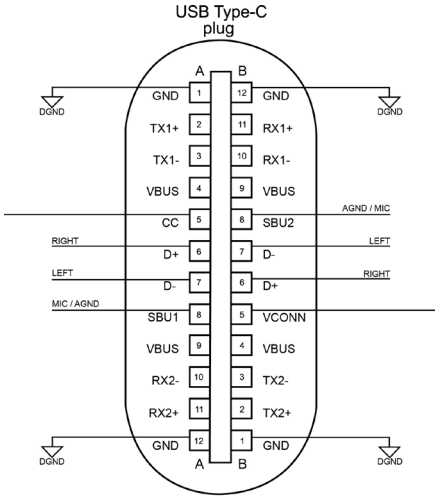 USB Type-C
plug
A B
GND 1 12 GND
DGND DGND
TX1+ 2 11 RX1+
TX1- 3 10 RX1-
VBUS 4 9 VBUS
AGND / MIC
CC 5 8 SBU2
RIGHT LEFT
D+ 6 7 D-
LEFT RIGHT
D- 7 6 D+
MIC / AGND
SBU1 8 5 VCONN
VBUS 9 4 VBUS
RX2- 10 3 TX2-
RX2+ 11 2 TX2+
GND 12 1 GND
DGND DGND
A B